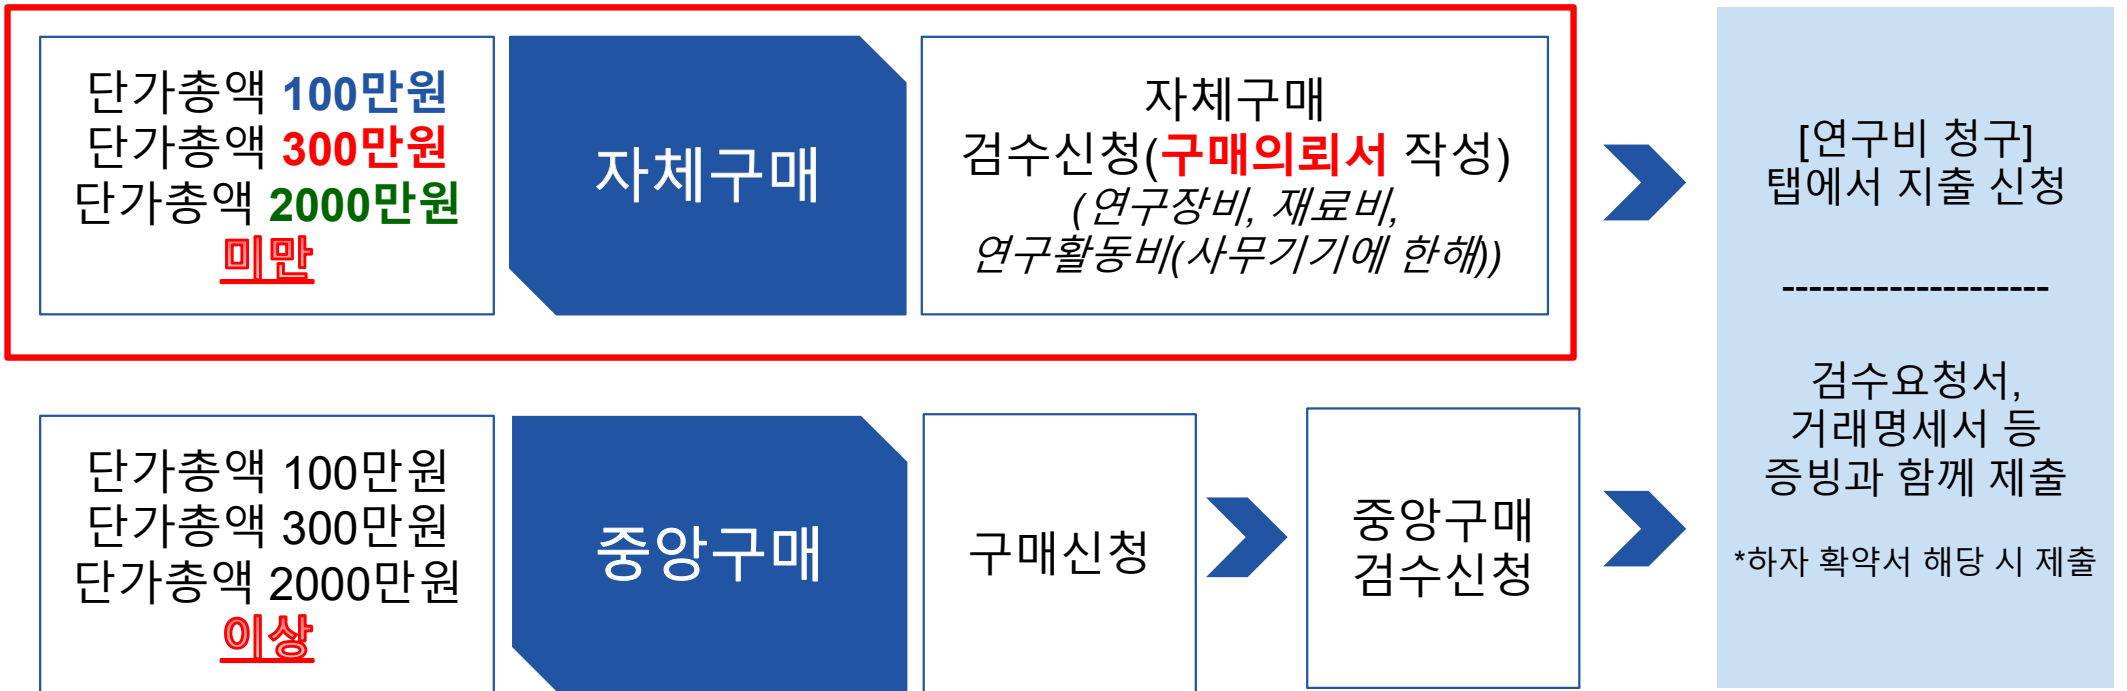 단가총액 100만원
단가총액 300만원
단가총액 2000만원
미만
자체구매
자체구매
검수신청(구매의뢰서 작성)
(연구장비, 재료비,
연구활동비(사무기기에 한해))
단가총액 100만원
단가총액 300만원
단가총액 2000만원
이상
중앙구매
구매신청
중앙구매
검수신청
[연구비 청구]
탭에서 지출 신청
--------------------
검수요청서,
거래명세서 등
증빙과 함께 제출
*하자 확약서 해당 시 제출